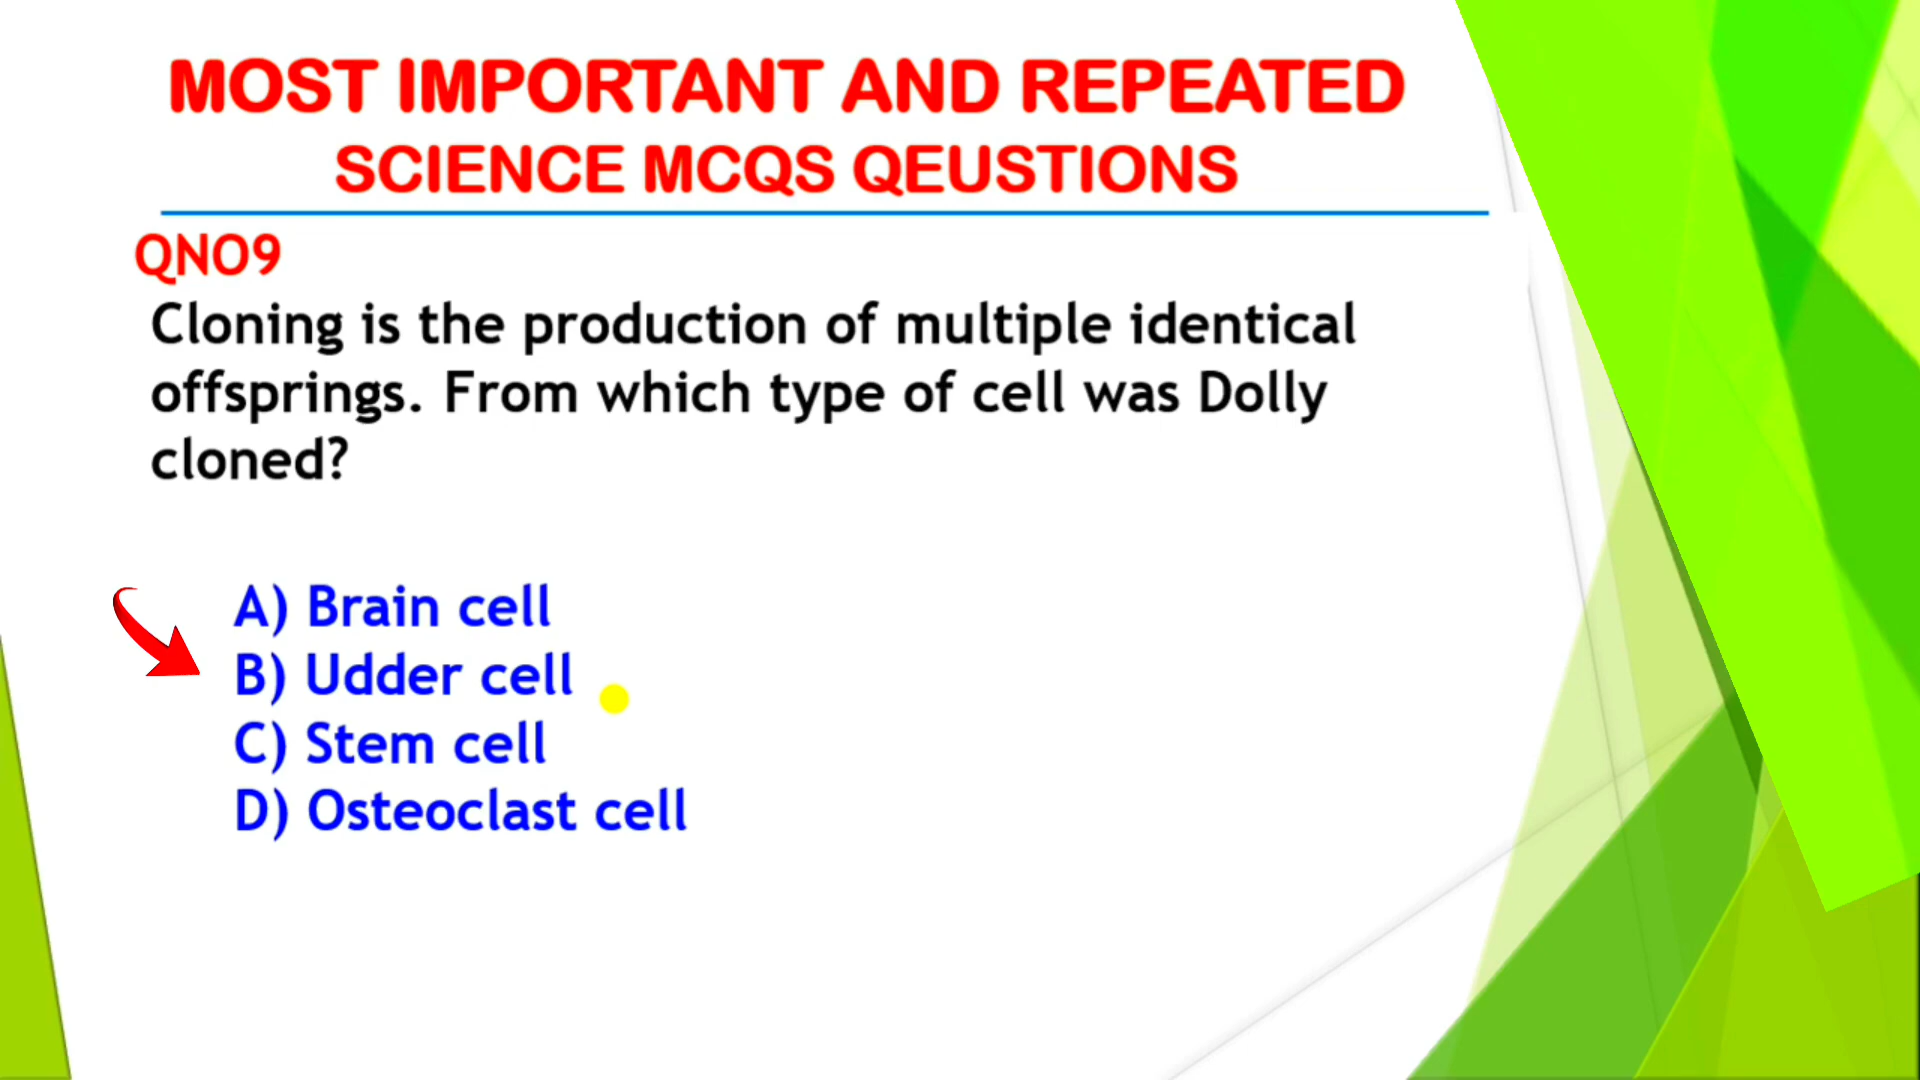 MOST IMPORTANT AND REPEATED
SCIENCE MCQS QEUSTIONS
QNO9
Cloning is the production of multiple identical
offsprings. From which type of cell was Dolly
cloned?
A) Brain cell
B) Udder cell
C) Stem cell
D) Osteoclast cell